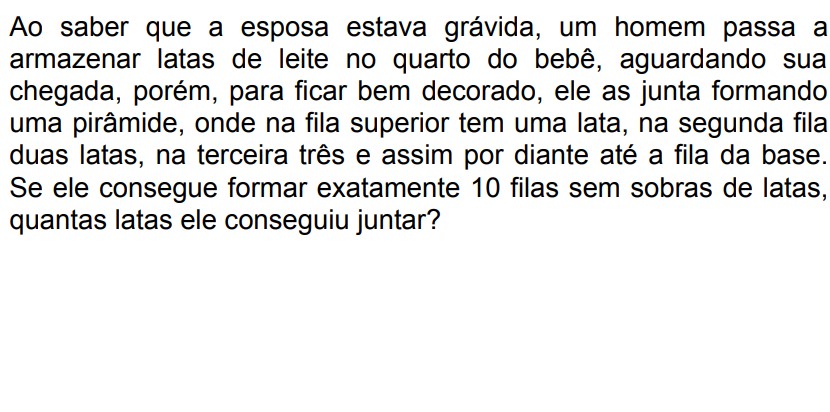 Ao saber que a esposa estava grávida, um homem passa a
armazenar latas de leite no quarto do bebê, aguardando sua
chegada, porém, para ficar bem decorado, ele as junta formando
uma pirâmide, onde na fila superior tem uma lata, na segunda fila
duas latas, na terceira três e assim por diante até a fila da base.
Se ele consegue formar exatamente 10 filas sem sobras de latas,
quantas latas ele conseguiu juntar?